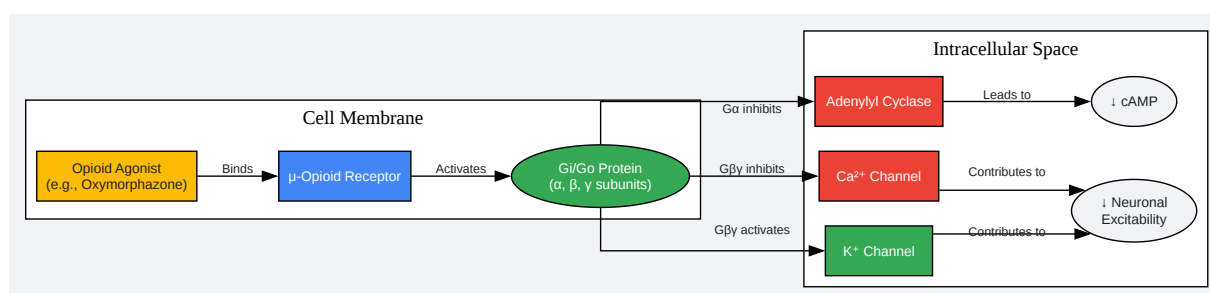 Intracellular Space
Cell Membrane
Opioid Agonist
(e.g., Oxymorphazone)
Binds
μ-Opioid Receptor
Activates
Gi/Go Protein
(α, β, γ subunits)
Gα inhibits
Adenylyl Cyclase
Leads to
↓ cAMP
Gβγ inhibits
Ca²⁺ Channel
Contributes to
↓ Neuronal
Excitability
Gβγ activates
K⁺ Channel
Contributes to